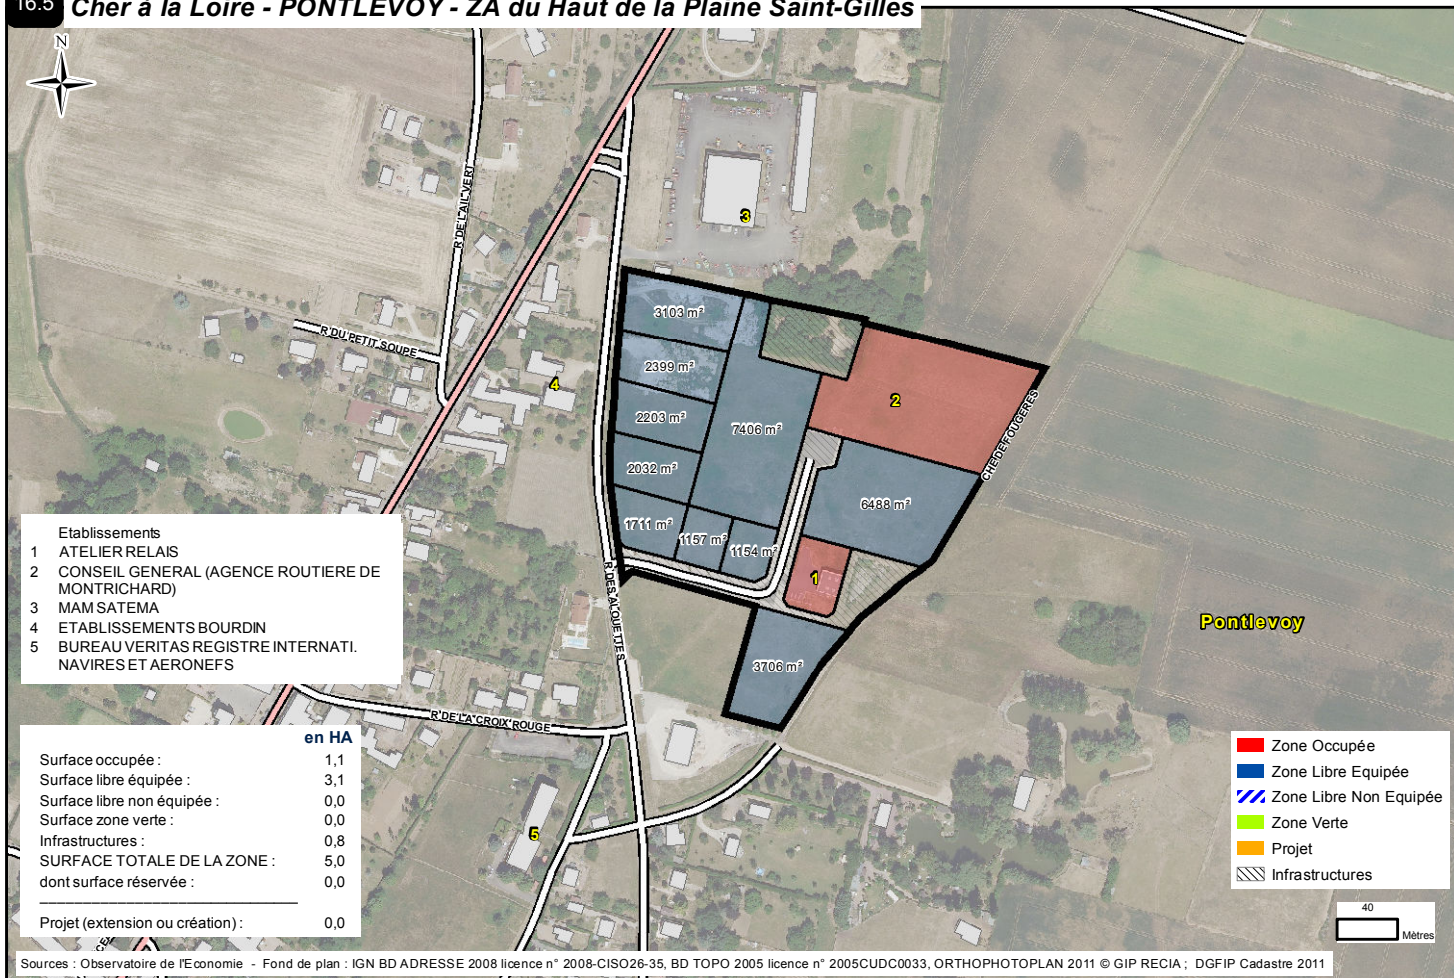 16.5 Cher à la Loire - PONTLEVOY - ZA du Haut de la Plaine Saint-Gilles
N
R DE L'AIL VERT
R DU PETIT SOUPE
3
4
3103 m²
2399 m²
2203 m²
2032 m²
1711 m²
1157 m²
1154 m²
7406 m²
2
6488 m²
1
3706 m²
CHE DE FOUGERES
R DES ALOUETTES
R DE LA CROIX ROUGE
5
Pontlevoy
Etablissements
1 ATELIER RELAIS
2 CONSEIL GENERAL (AGENCE ROUTIERE DE
MONTRICHARD)
3 MAM SATEMA
4 ETABLISSEMENTS BOURDIN
5 BUREAU VERITAS REGISTRE INTERNATI.
NAVIRES ET AERONEFS
en HA
Surface occupée : 1,1
Surface libre équipée : 3,1
Surface libre non équipée : 0,0
Surface zone verte : 0,0
Infrastructures : 0,8
SURFACE TOTALE DE LA ZONE : 5,0
dont surface réservée : 0,0
Projet (extension ou création) : 0,0
Zone Occupée
Zone Libre Equipée
Zone Libre Non Equipée
Zone Verte
Projet
Infrastructures
40
Mètres
Sources : Observatoire de l'Economie - Fond de plan : IGN BD ADRESSE 2008 licence n° 2008-CISO26-35, BD TOPO 2005 licence n° 2005CUDC0033, ORTHOPHOTOPLAN 2011 © GIP RECIA ; DGFIP Cadastre 2011